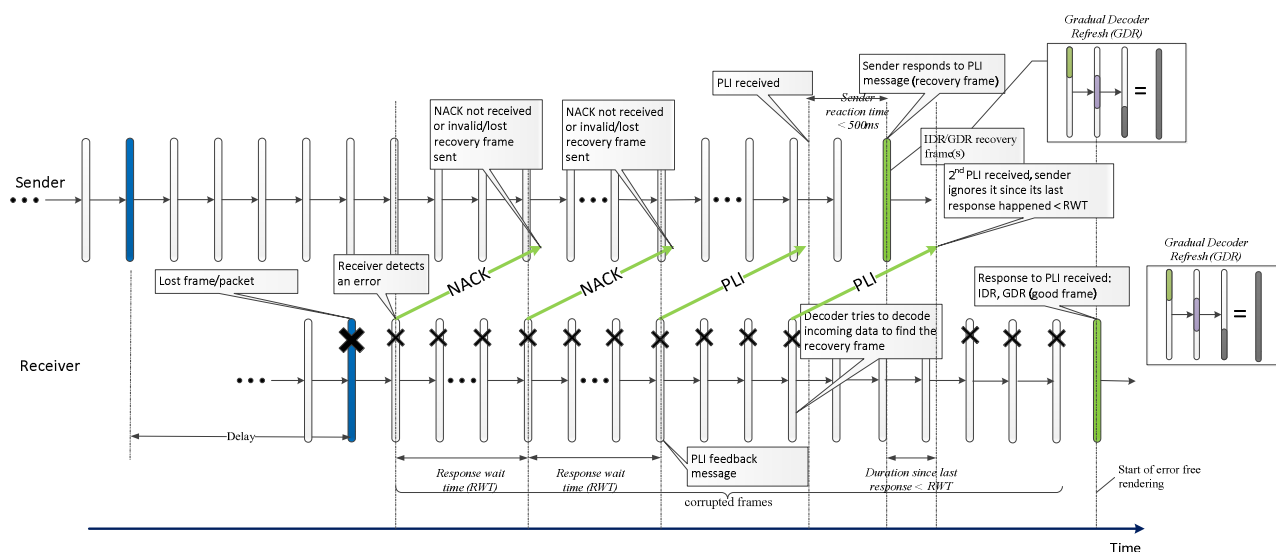 Gradual Decoder
Refresh (GDR)
=
Sender responds to PLI
message (recovery frame)
PLI received
Sender
reaction time
< 500ms
NACK not received
or invalid/lost
recovery frame
sent
NACK not received
or invalid/lost
recovery frame
sent
IDR/GDR recovery
frame(s)
2nd PLI received, sender
ignores it since its last
response happened < RWT
Sender
Gradual Decoder
Refresh (GDR)
=
Lost frame/packet
Receiver detects
an error
NACK
NACK
PLI
PLI
Response to PLI received:
IDR, GDR (good frame)
Decoder tries to decode
incoming data to find the
recovery frame
Receiver
Delay
PLI feedback
message
Response wait
time (RWT)
Response wait
time (RWT)
Duration since last
response < RWT
corrupted frames
Start of error free
rendering
Time